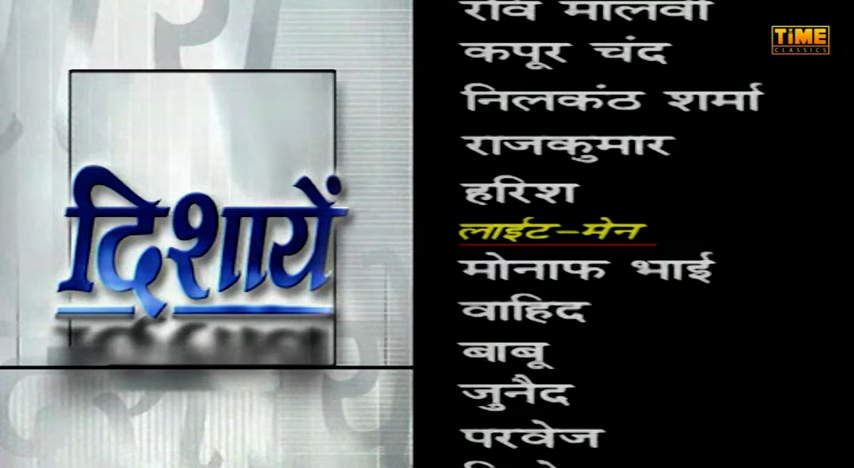 दिशायें
रवि मालवी
कपूर चंद
निलकंठ शर्मा
राजकुमार
हरिश
लाईट-मेन
मोनाफ भाई
वाहिद
बाबू
जुनैद
परवेज
TiME
CLASSICS